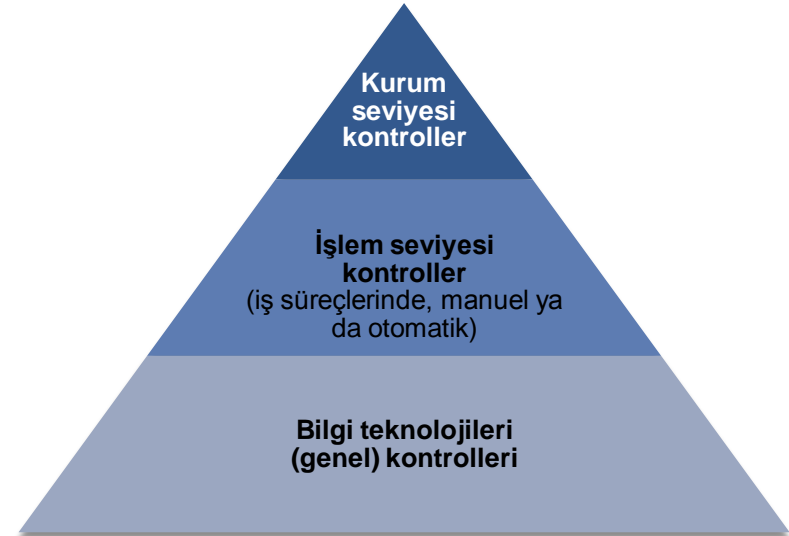 Kurum
seviyesi
kontroller
İşlem seviyesi
kontroller
(iş süreçlerinde, manuel ya
da otomatik)
Bilgi teknolojileri
(genel) kontrolleri